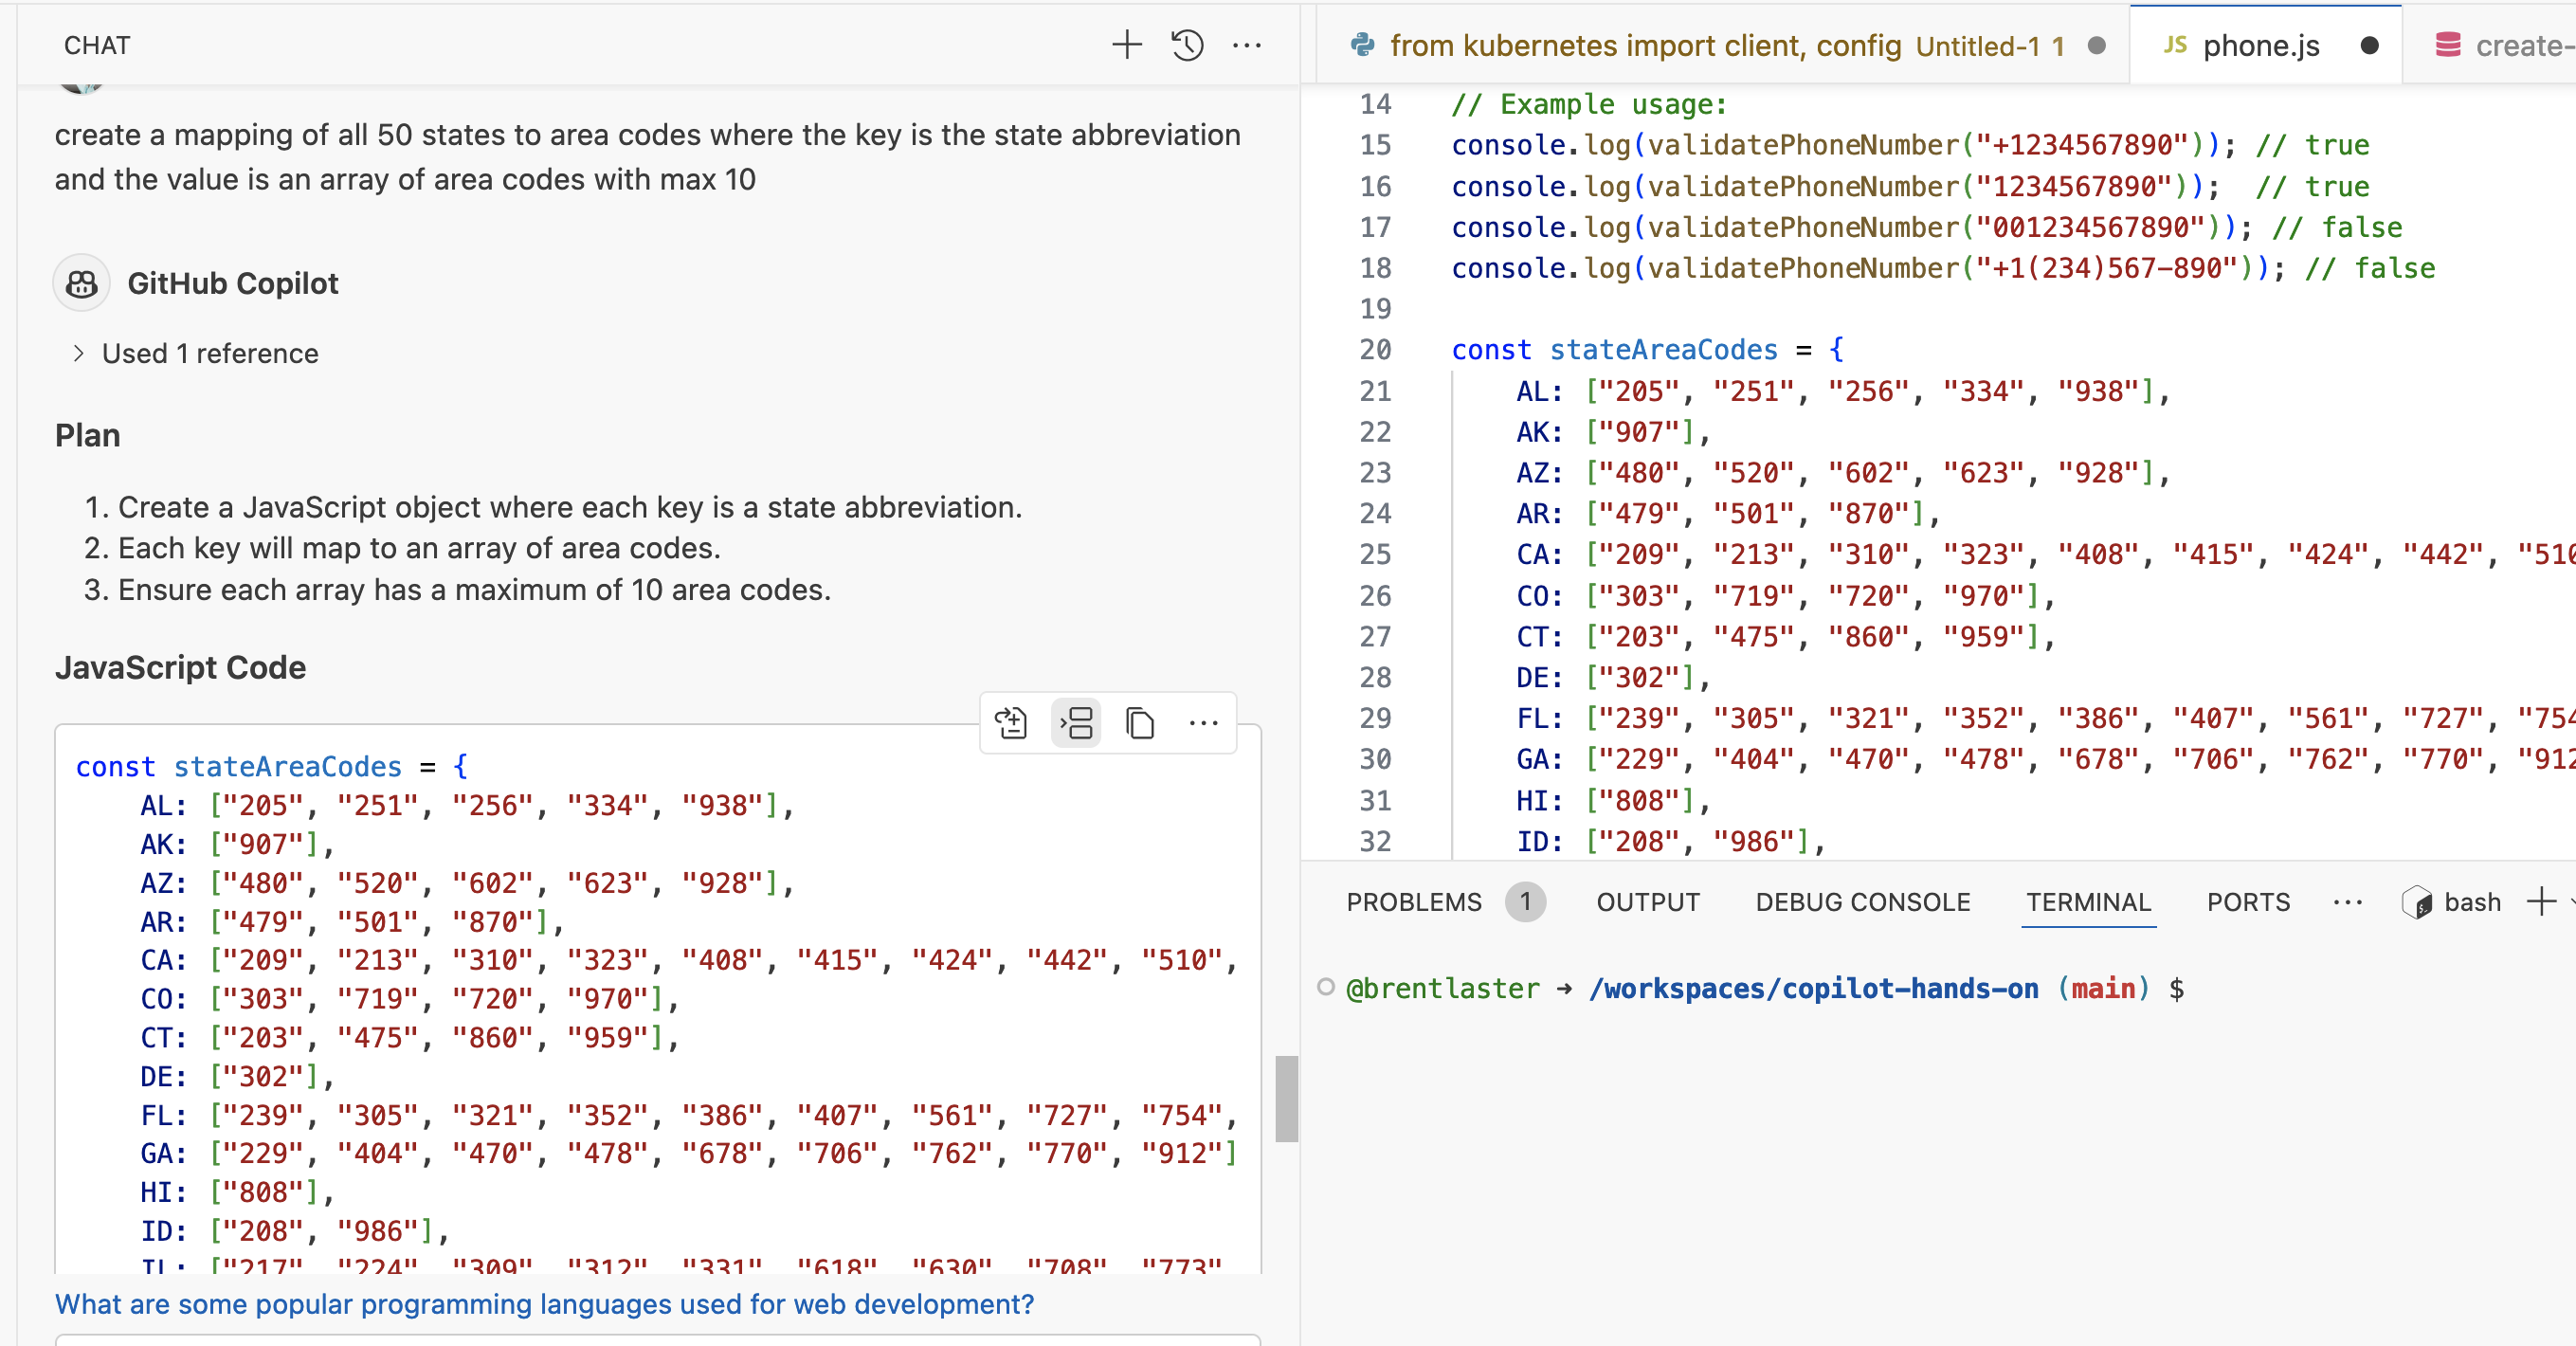 CHAT
create a mapping of all 50 states to area codes where the key is the state abbreviation
and the value is an array of area codes with max 10
GitHub Copilot
Used 1 reference
Plan
1. Create a JavaScript object where each key is a state abbreviation.
2. Each key will map to an array of area codes.
3. Ensure each array has a maximum of 10 area codes.
JavaScript Code
const stateAreaCodes = {
AL: ["205", "251", "256", "334", "938"],
AK: ["907"],
AZ: ["480", "520", "602", "623", "928"],
AR: ["479", "501", "870"],
CA: ["209", "213", "310", "323", "408", "415", "424", "442", "510",
CO: ["303", "719", "720", "970"],
CT: ["203", "475", "860", "959"],
DE: ["302"],
FL: ["239", "305", "321", "352", "386", "407", "561", "727", "754",
GA: ["229", "404", "470", "478", "678", "706", "762", "770", "912"]
HI: ["808"],
ID: ["208", "986"],
IL: ["217", "224", "309", "312", "331", "618", "630", "708", "773",
What are some popular programming languages used for web development?
from kubernetes import client, config Untitled-1 1
JS phone.js
create-
14 // Example usage:
15 console.log(validatePhoneNumber("+1234567890")); // true
16 console.log(validatePhoneNumber("1234567890")); // true
17 console.log(validatePhoneNumber("001234567890")); // false
18 console.log(validatePhoneNumber("+1(234)567-890")); // false
19
20 const stateAreaCodes = {
21 AL: ["205", "251", "256", "334", "938"],
22 AK: ["907"],
23 AZ: ["480", "520", "602", "623", "928"],
24 AR: ["479", "501", "870"],
25 CA: ["209", "213", "310", "323", "408", "415", "424", "442", "510
26 CO: ["303", "719", "720", "970"],
27 CT: ["203", "475", "860", "959"],
28 DE: ["302"],
29 FL: ["239", "305", "321", "352", "386", "407", "561", "727", "754
30 GA: ["229", "404", "470", "478", "678", "706", "762", "770", "912
31 HI: ["808"],
32 ID: ["208", "986"],
PROBLEMS 1 OUTPUT DEBUG CONSOLE TERMINAL PORTS ... bash
@brentlaster → /workspaces/copilot-hands-on (main) $